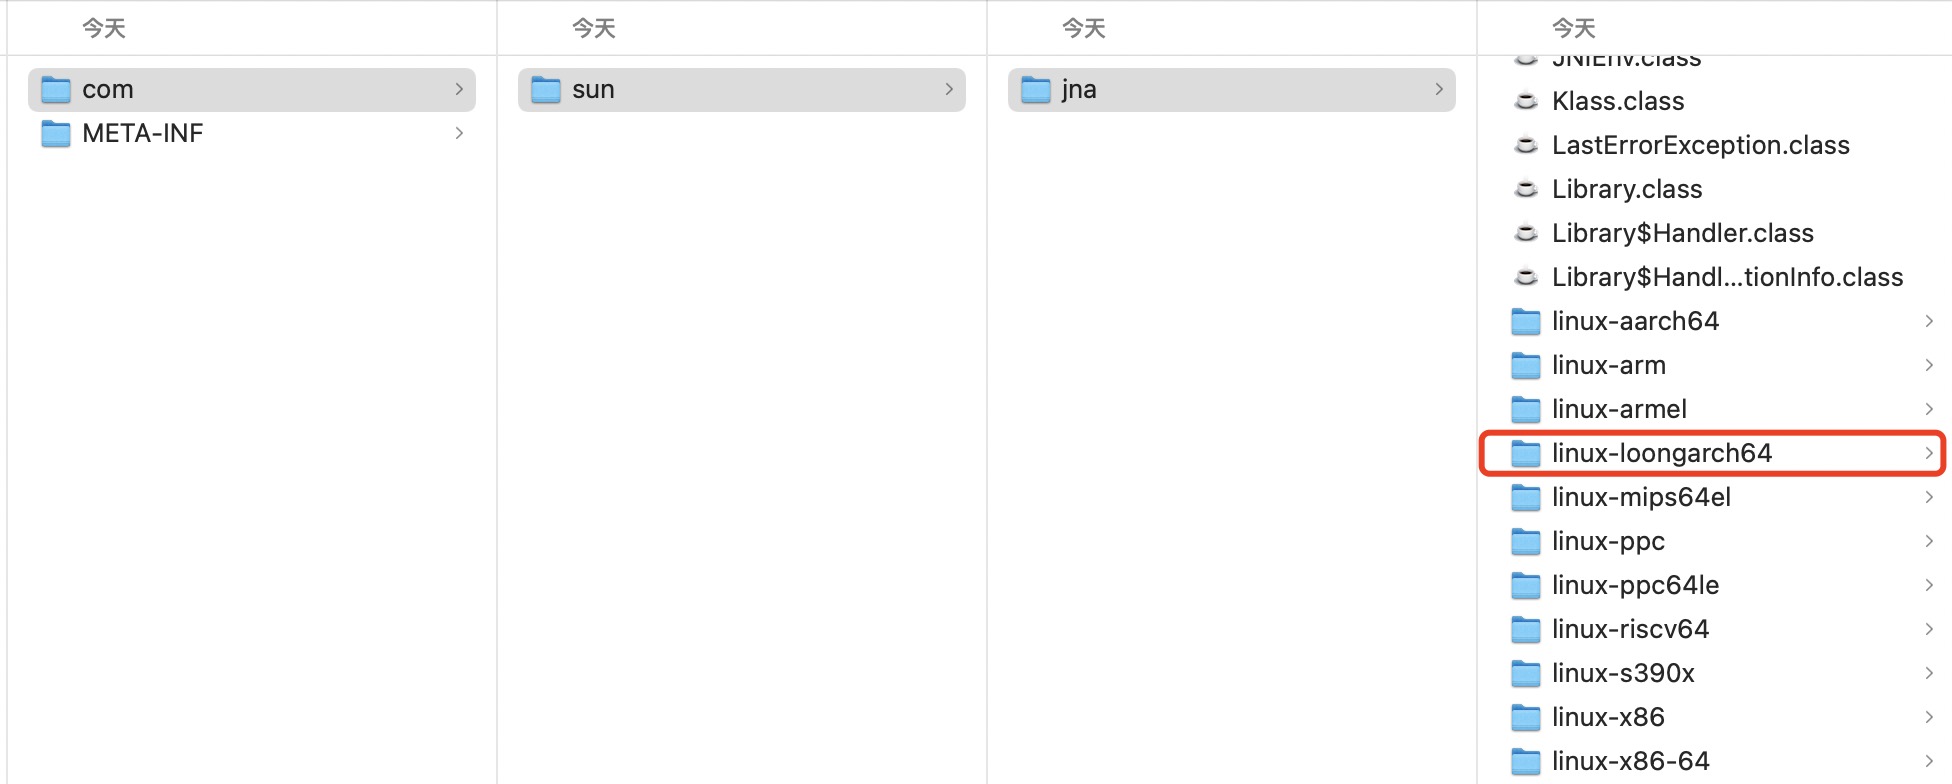 今天
com
META-INF
今天
sun
今天
jna
今天
JNIEnv.class
Klass.class
LastErrorException.class
Library.class
Library$Handler.class
Library$Handl...tionInfo.class
linux-aarch64
linux-arm
linux-armel
linux-loongarch64
linux-mips64el
linux-ppc
linux-ppc64le
linux-riscv64
linux-s390x
linux-x86
linux-x86-64